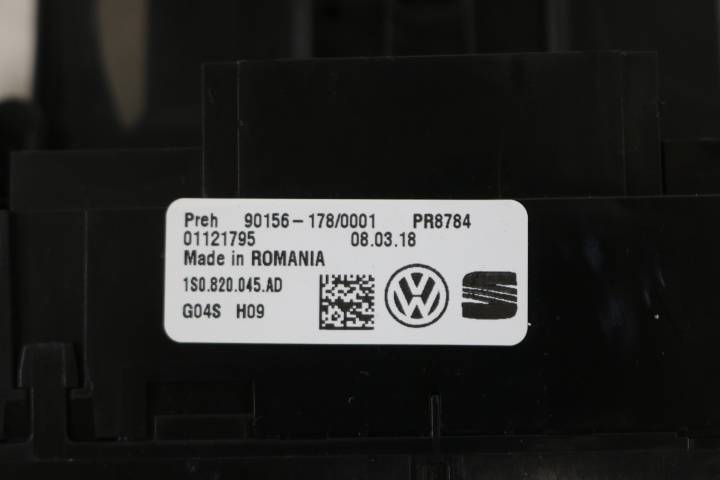 Preh 90156-178/0001 PR8784
01121795 08.03.18
Made in ROMANIA
1S0.820.045.AD
G04S H09